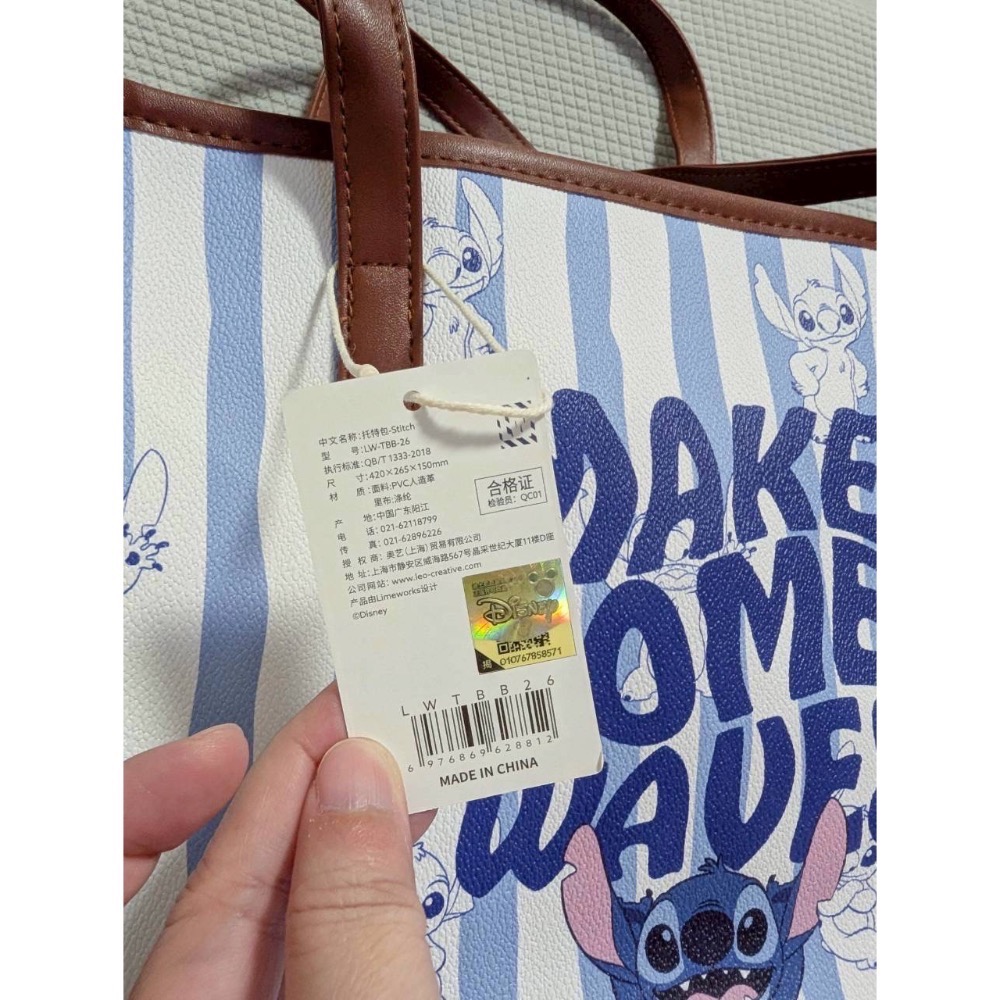 中文名称:托特包-Stitch
型 号:LW-TBB-26
执行标准:QB/T 1333-2018
尺 寸:420×265×150mm
材 质:面料:PVC人造革
里布:涤纶
产 地:中国广东阳江
电 话:021-62118799
传 真:021-62896226
授 权 商:奥艺(上海)贸易有限公司
地 址:上海市静安区威海路567号晶采世纪大厦11楼D座
公司网站:www.leo-creative.com
产品由Limeworks设计
©Disney
合格证
检验员:QC01
Disney
揭
010767858571
LWTBB26
6 976869 628812
MADE IN CHINA
MAKE
OME
WAVE